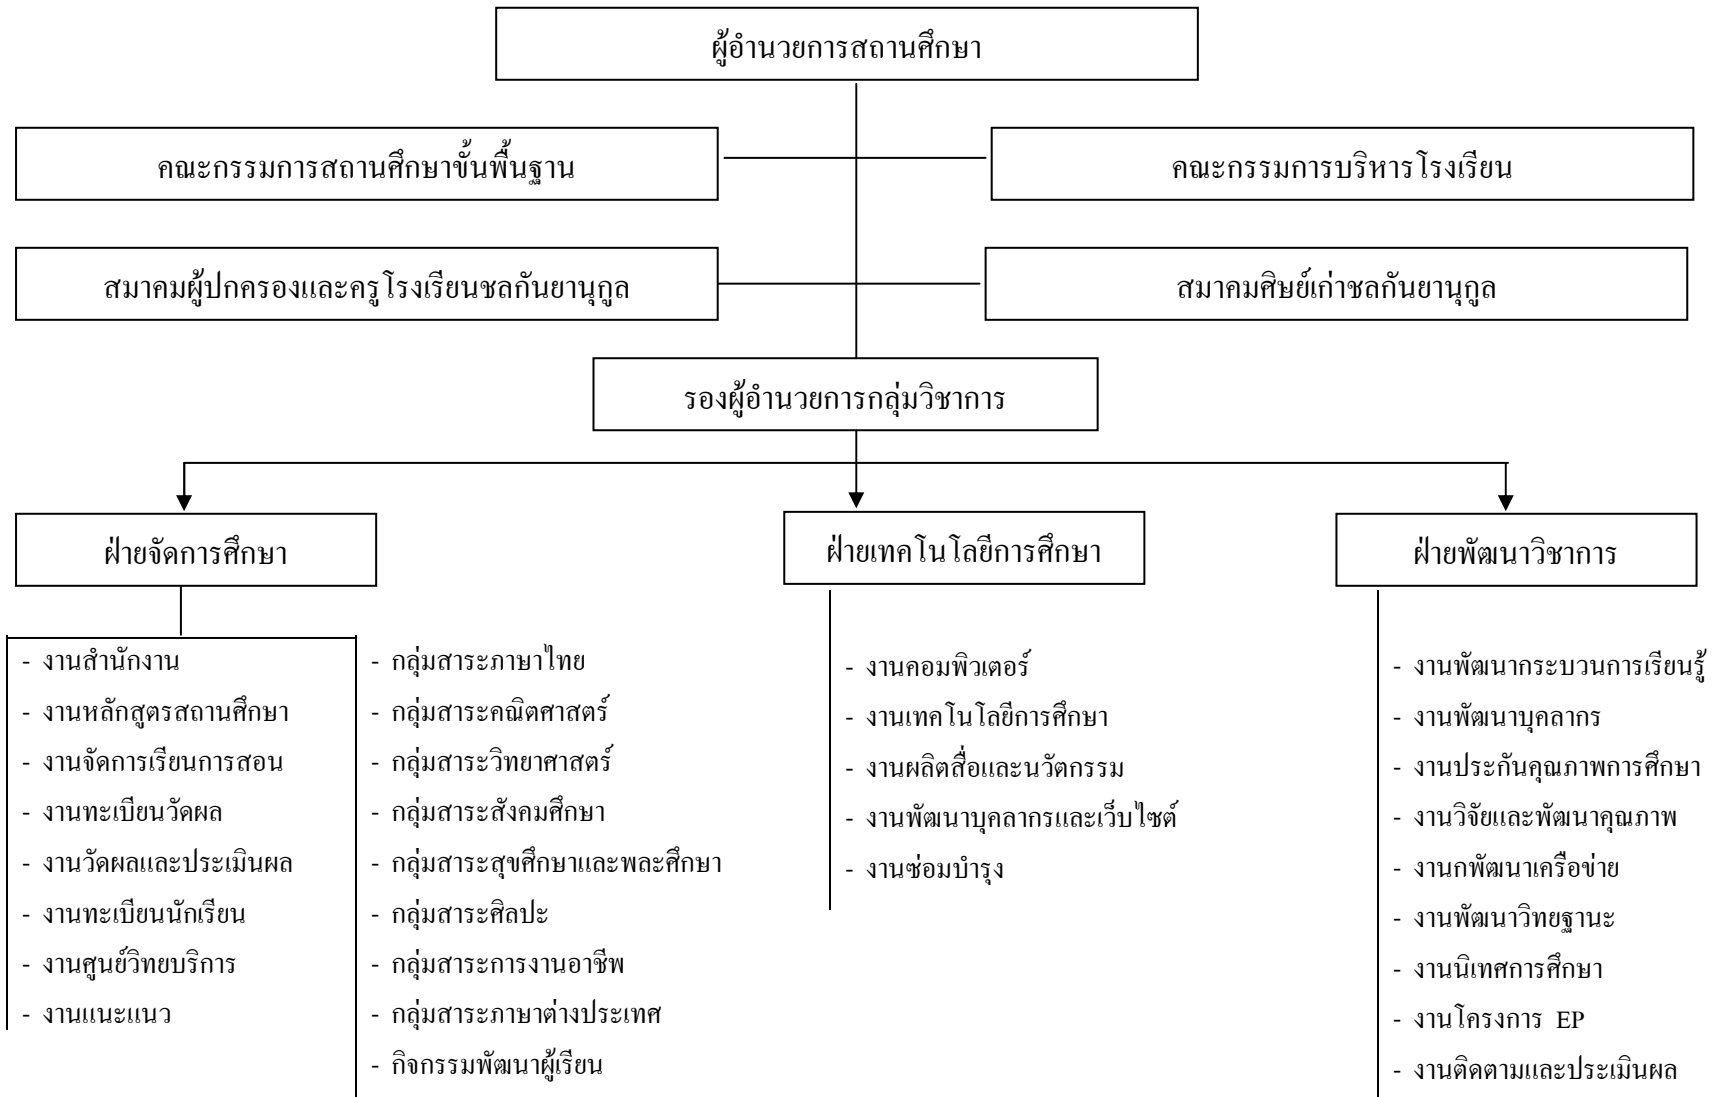 ผู้อำนวยการสถานศึกษา
คณะกรรมการสถานศึกษาขั้นพื้นฐาน
คณะกรรมการบริหารโรงเรียน
สมาคมผู้ปกครองและครูโรงเรียนชลกันยานุกูล
สมาคมศิษย์เก่าชลกันยานุกูล
รองผู้อำนวยการกลุ่มวิชาการ
ฝ่ายจัดการศึกษา
- งานสำนักงาน
- งานหลักสูตรสถานศึกษา
- งานจัดการเรียนการสอน
- งานทะเบียนวัดผล
- งานวัดผลและประเมินผล
- งานทะเบียนนักเรียน
- งานศูนย์วิทยบริการ
- งานแนะแนว
- กลุ่มสาระภาษาไทย
- กลุ่มสาระคณิตศาสตร์
- กลุ่มสาระวิทยาศาสตร์
- กลุ่มสาระสังคมศึกษา
- กลุ่มสาระสุขศึกษาและพละศึกษา
- กลุ่มสาระศิลปะ
- กลุ่มสาระการงานอาชีพ
- กลุ่มสาระภาษาต่างประเทศ
- กิจกรรมพัฒนาผู้เรียน
ฝ่ายเทคโนโลยีการศึกษา
- งานคอมพิวเตอร์
- งานเทคโนโลยีการศึกษา
- งานผลิตสื่อและนวัตกรรม
- งานพัฒนาบุคลากรและเว็บไซต์
- งานซ่อมบำรุง
ฝ่ายพัฒนาวิชาการ
- งานพัฒนากระบวนการเรียนรู้
- งานพัฒนาบุคลากร
- งานประกันคุณภาพการศึกษา
- งานวิจัยและพัฒนาคุณภาพ
- งานกพัฒนาเครือข่าย
- งานพัฒนาวิทยฐานะ
- งานนิเทศการศึกษา
- งานโครงการ EP
- งานติดตามและประเมินผล